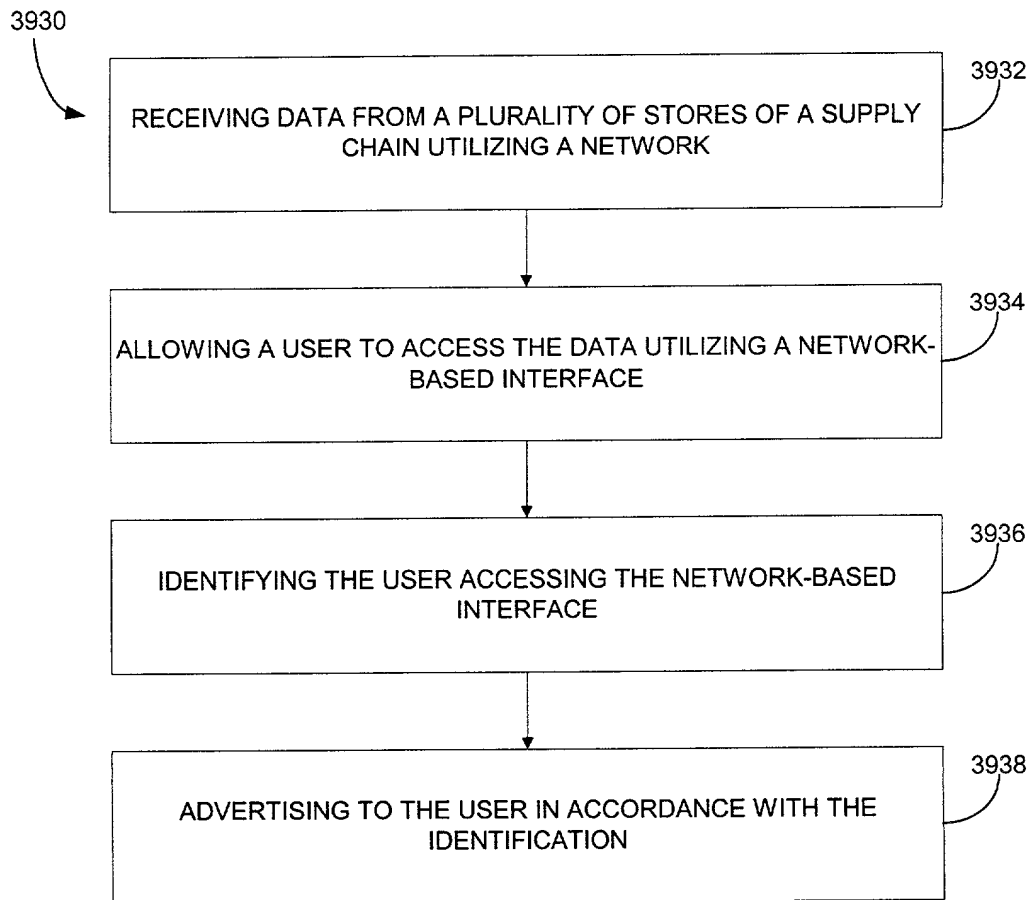 3930
3932
RECEIVING DATA FROM A PLURALITY OF STORES OF A SUPPLY
CHAIN UTILIZING A NETWORK
3934
ALLOWING A USER TO ACCESS THE DATA UTILIZING A NETWORK-
BASED INTERFACE
3936
IDENTIFYING THE USER ACCESSING THE NETWORK-BASED
INTERFACE
3938
ADVERTISING TO THE USER IN ACCORDANCE WITH THE
IDENTIFICATION